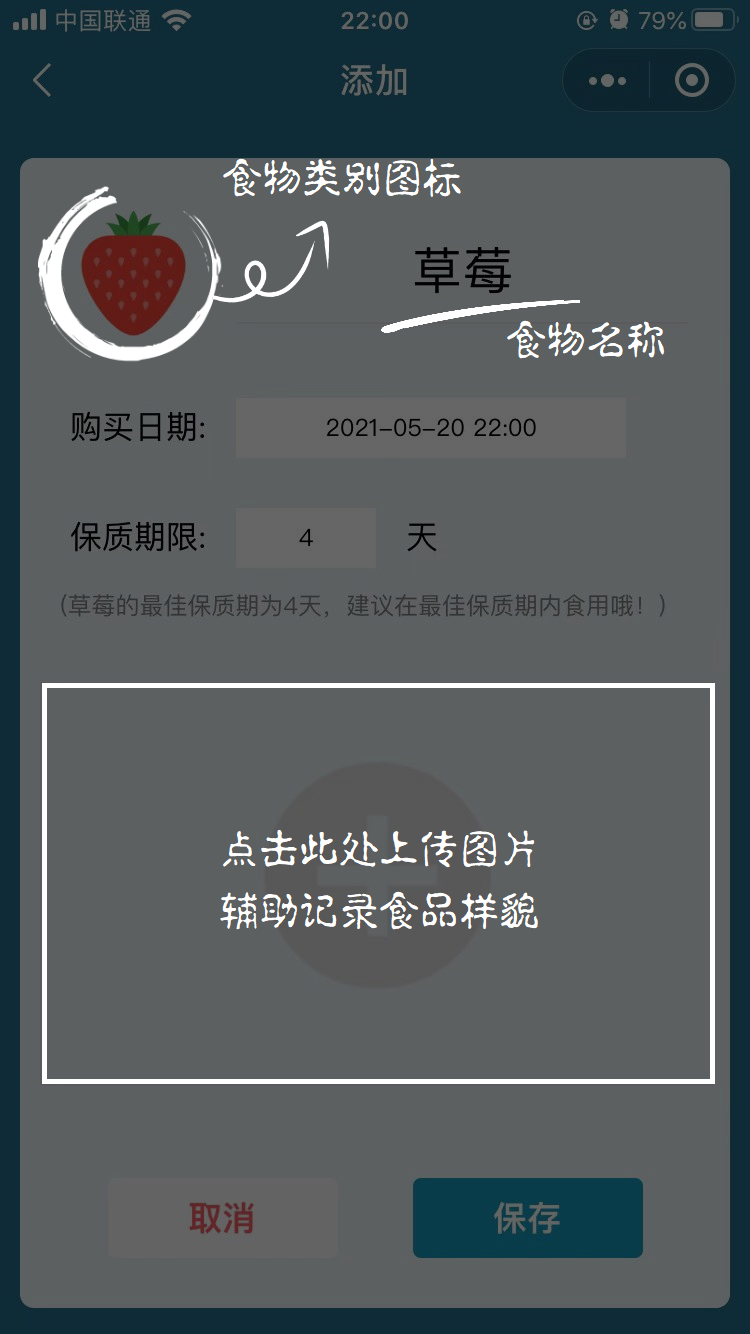 中国联通 22:00 79%
添加
食物类别图标
草莓
食物名称
购买日期: 2021-05-20 22:00
保质期限: 4 天
(草莓的最佳保质期为4天，建议在最佳保质期内食用哦！)
点击此处上传图片
辅助记录食品样貌
取消 保存